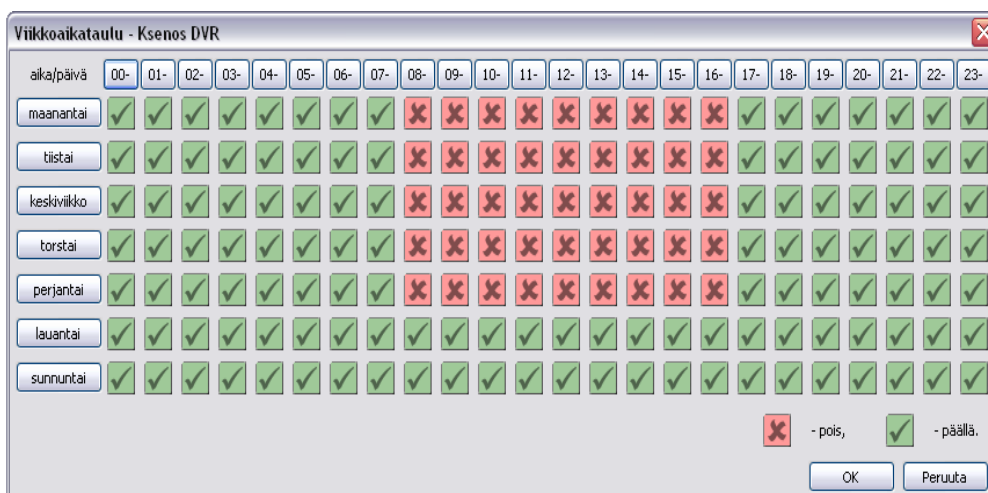 Viikkoaikataulu - Ksenos DVR
aika/päivä 00- 01- 02- 03- 04- 05- 06- 07- 08- 09- 10- 11- 12- 13- 14- 15- 16- 17- 18- 19- 20- 21- 22- 23-
maanantai
tiistai
keskiviikko
torstai
perjantai
lauantai
sunnuntai
- pois, - päällä.
OK Peruuta